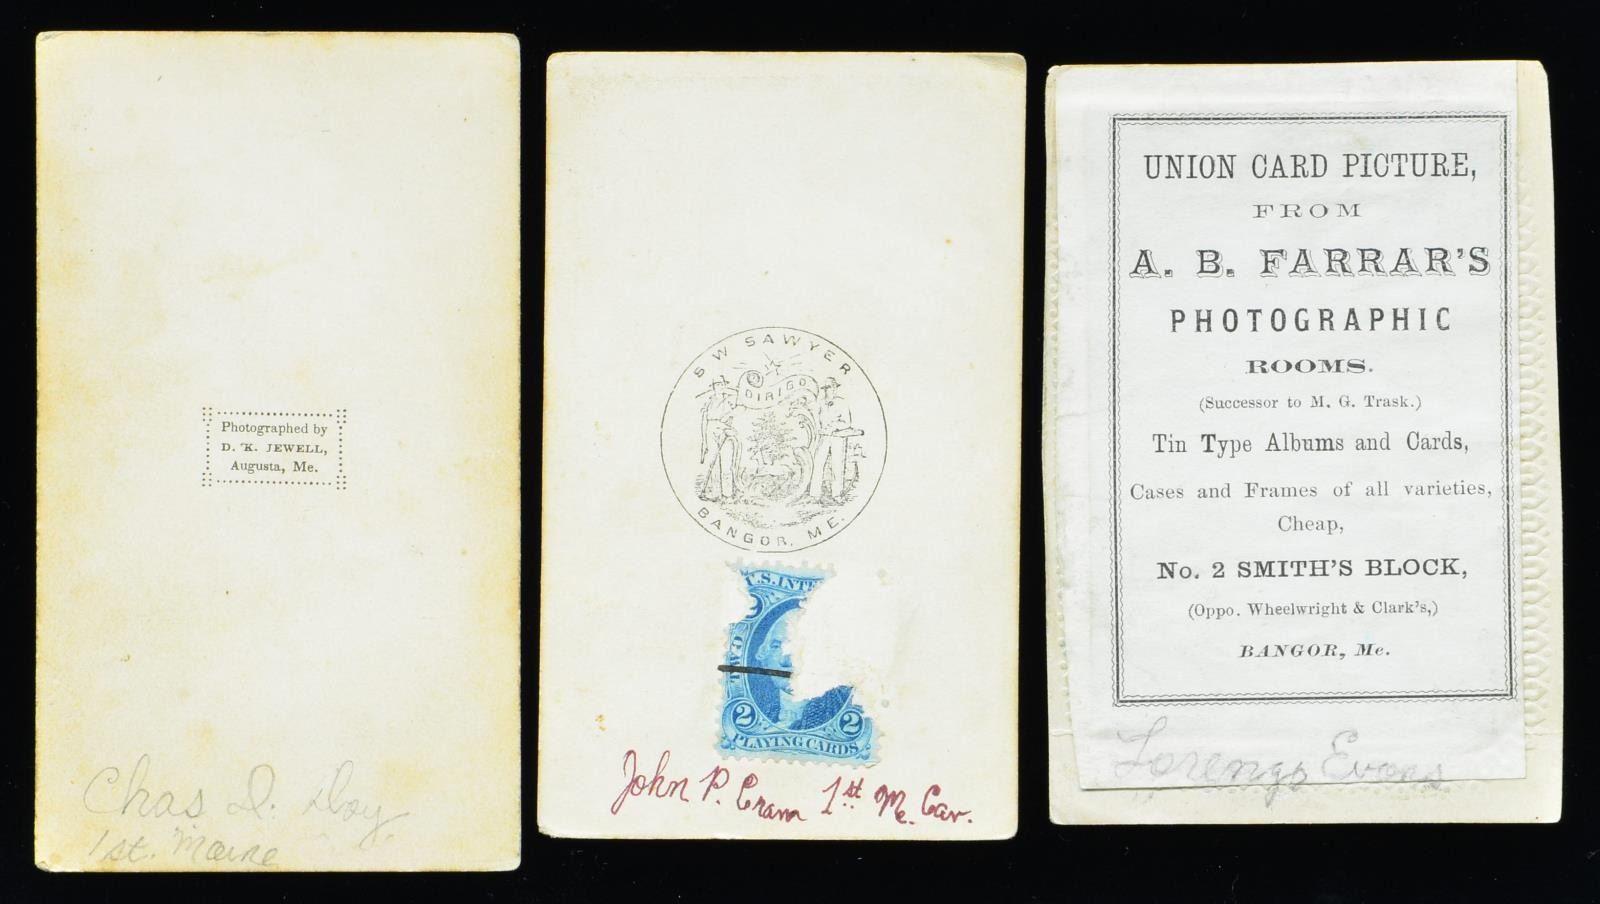 Photographed by
D. K. JEWELL,
Augusta, Me.
Chas D. Day.
1st. Maine
S W SAWYER
DIRIGO
BANGOR, ME.
U.S. INTE
TWO
2 2
PLAYING CARDS
John P. Cram 1st Me. Cav.
UNION CARD PICTURE,
FROM
A. B. FARRAR'S
PHOTOGRAPHIC
ROOMS.
(Successor to M. G. Trask.)
Tin Type Albums and Cards,
Cases and Frames of all varieties,
Cheap,
No. 2 SMITH'S BLOCK,
(Oppo. Wheelwright & Clark's,)
BANGOR, Me.
Lorenzo Evans